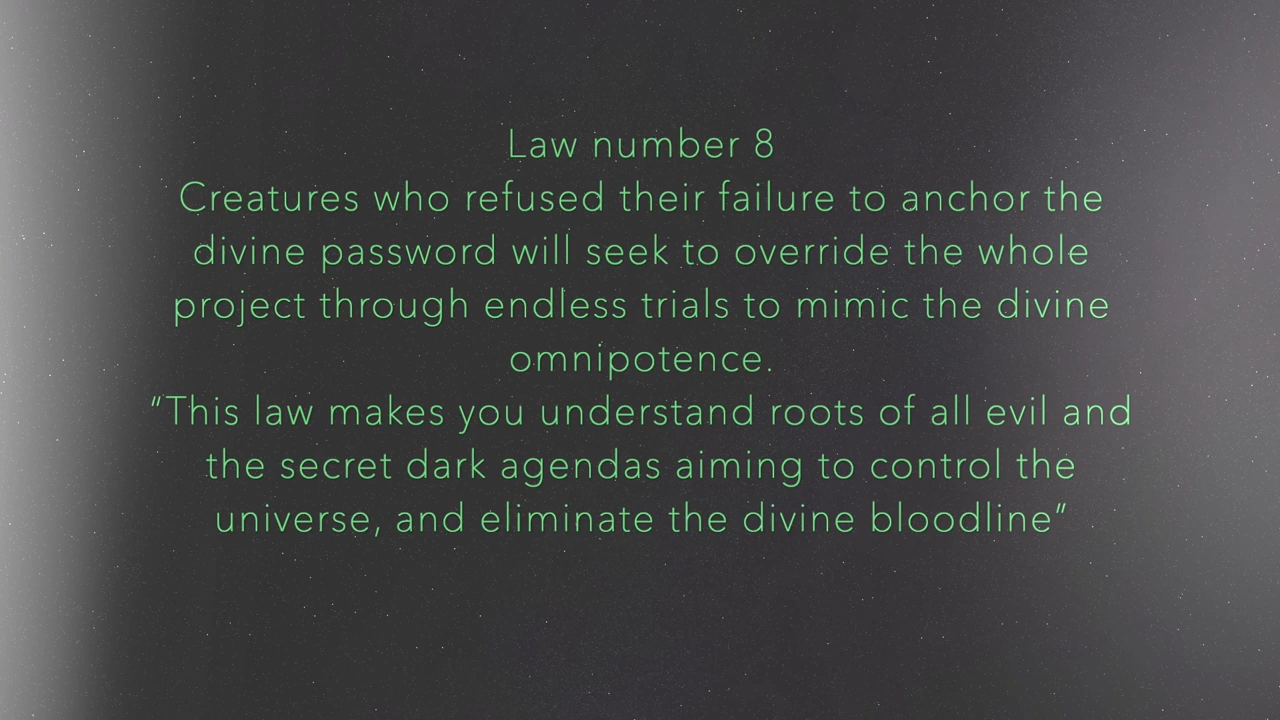 Law number 8
Creatures who refused their failure to anchor the
divine password will seek to override the whole
project through endless trials to mimic the divine
omnipotence.
“This law makes you understand roots of all evil and
the secret dark agendas aiming to control the
universe, and eliminate the divine bloodline”